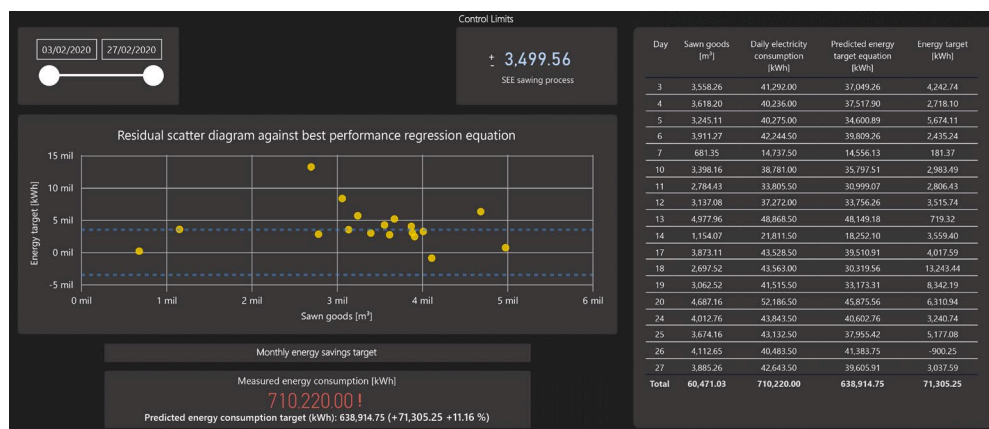 Control Limits
03/02/2020 27/02/2020
+
- 3,499.56
SEE sawing process
Residual scatter diagram against best performance regression equation
15 mil
10 mil
5 mil
0 mil
-5 mil
Energy target [kWh]
0 mil 1 mil 2 mil 3 mil 4 mil 5 mil 6 mil
Sawn goods [m³]
Monthly energy savings target
Measured energy consumption [kWh]
710,220.00 !
Predicted energy consumption target (kWh): 638,914.75 (+71,305.25 +11.16 %)
Day Sawn goods Daily electricity Predicted energy Energy target
[m³] consumption target equation [kWh]
[kWh] [kWh]
3 3,558.26 41,292.00 37,049.26 4,242.74
4 3,618.20 40,236.00 37,517.90 2,718.10
5 3,245.11 40,275.00 34,600.89 5,674.11
6 3,911.27 42,244.50 39,809.26 2,435.24
7 681.35 14,737.50 14,556.13 181.37
10 3,398.16 38,781.00 35,797.51 2,983.49
11 2,784.43 33,805.50 30,999.07 2,806.43
12 3,137.08 37,272.00 33,756.26 3,515.74
13 4,977.96 48,868.50 48,149.18 719.32
14 1,154.07 21,811.50 18,252.10 3,559.40
17 3,873.11 43,528.50 39,510.91 4,017.59
18 2,697.52 43,563.00 30,319.56 13,243.44
19 3,062.52 41,515.50 33,173.31 8,342.19
20 4,687.16 52,186.50 45,875.56 6,310.94
24 4,012.76 43,843.50 40,602.76 3,240.74
25 3,674.16 43,132.50 37,955.42 5,177.08
26 4,112.65 40,483.50 41,383.75 -900.25
27 3,885.26 42,643.50 39,605.91 3,037.59
Total 60,471.03 710,220.00 638,914.75 71,305.25